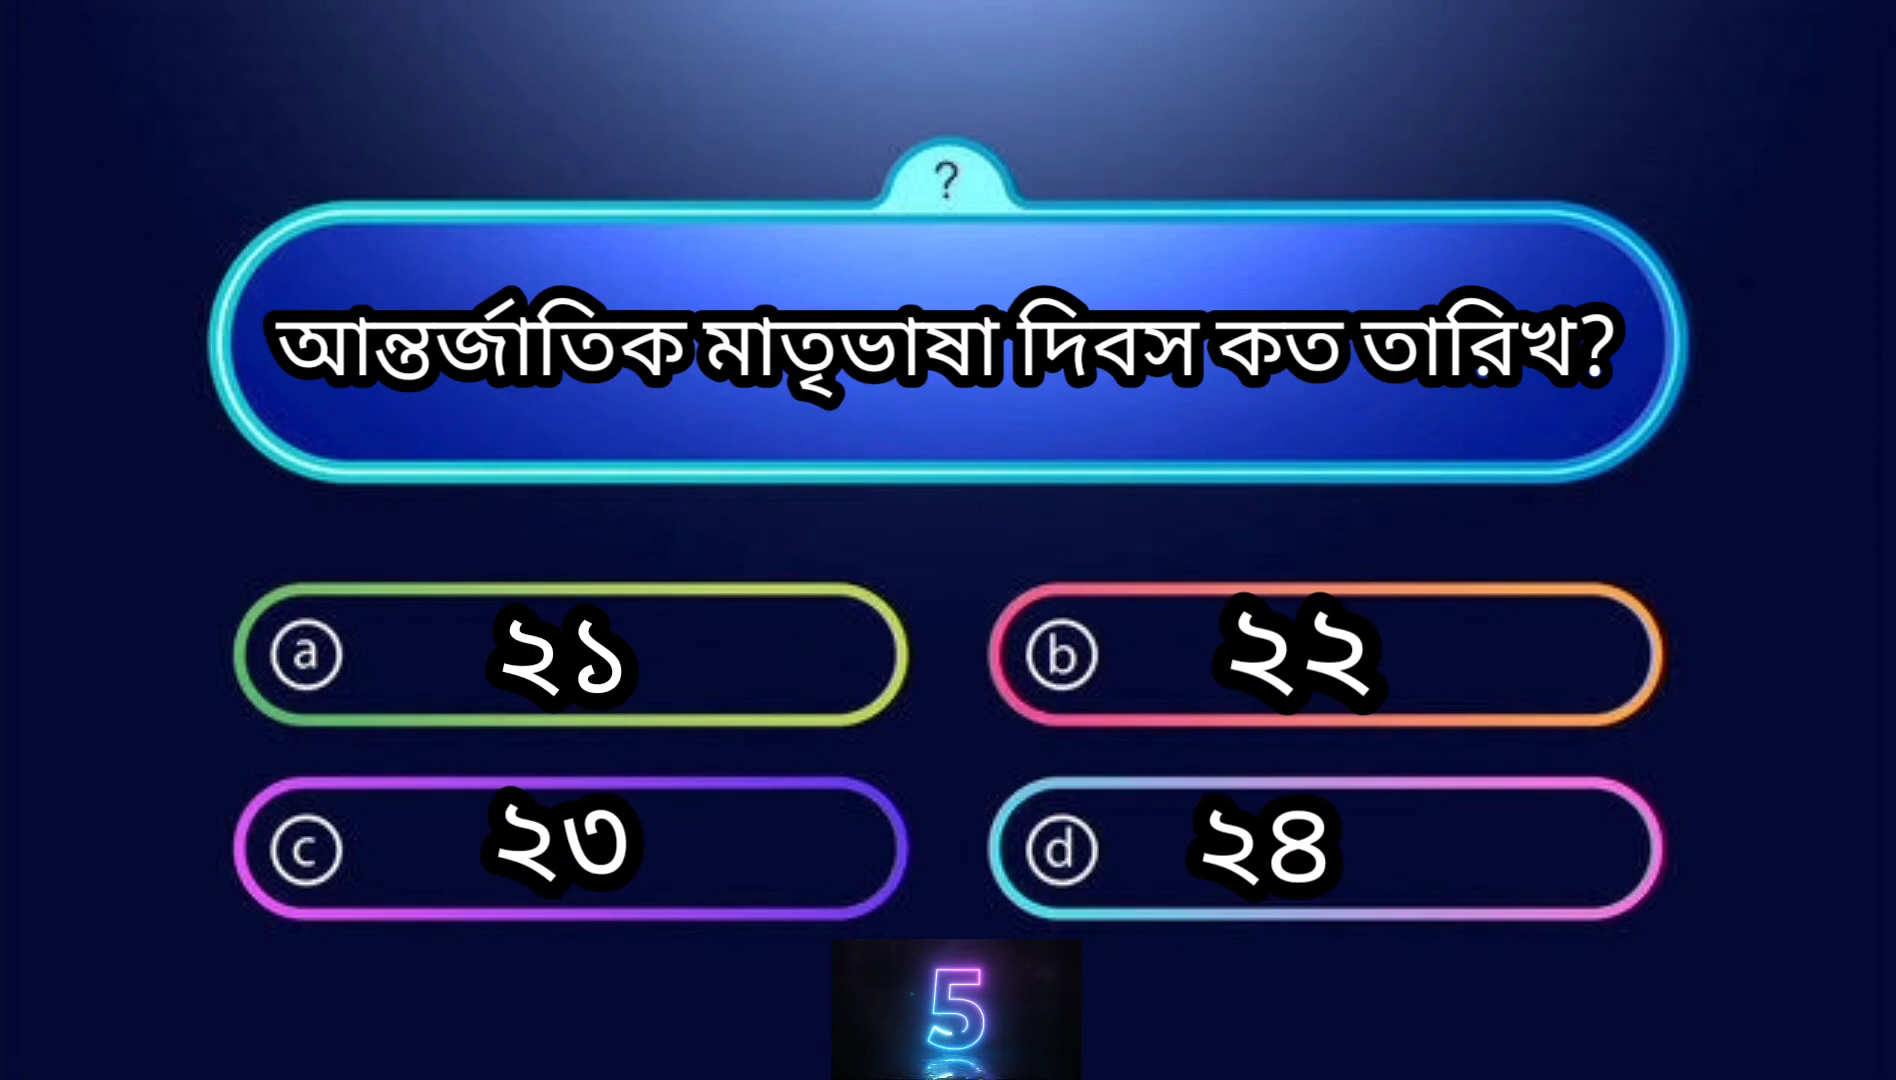 ?
আন্তর্জাতিক মাতৃভাষা দিবস কত তারিখ?
a ২১
b ২২
c ২৩
d ২৪
5